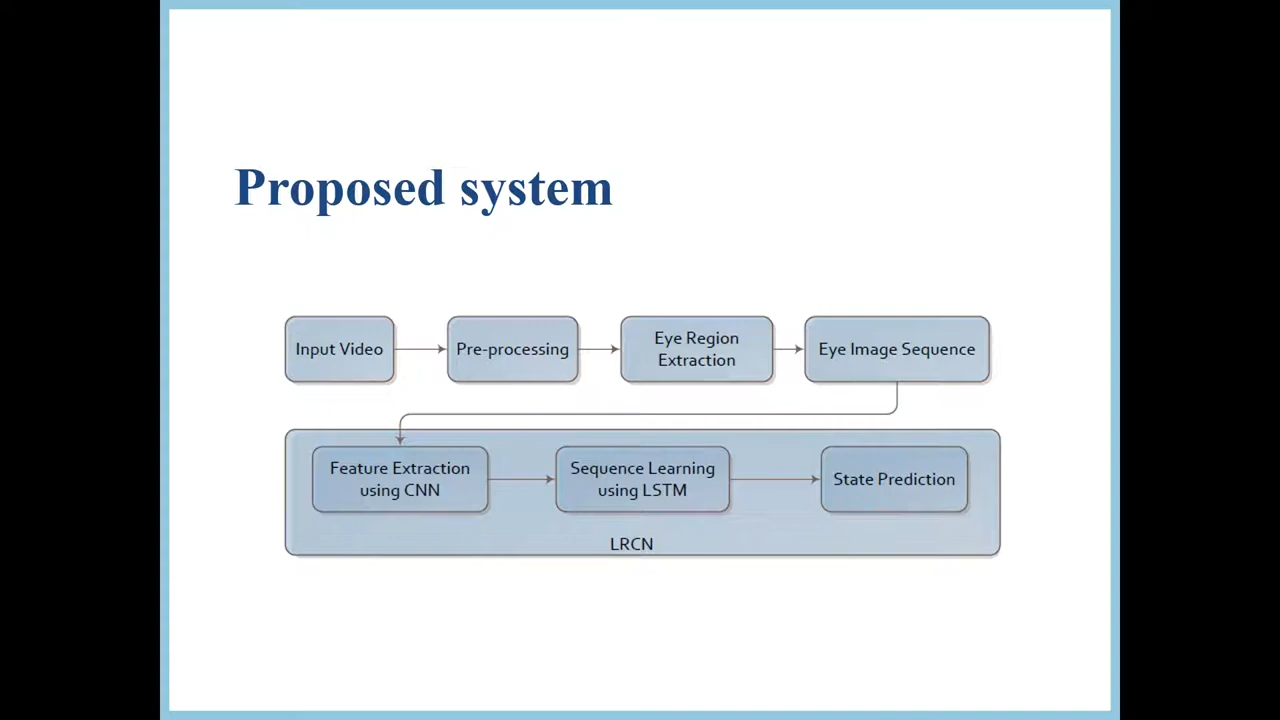 Proposed system
Input Video
Pre-processing
Eye Region
Extraction
Eye Image Sequence
Feature Extraction
using CNN
Sequence Learning
using LSTM
State Prediction
LRCN